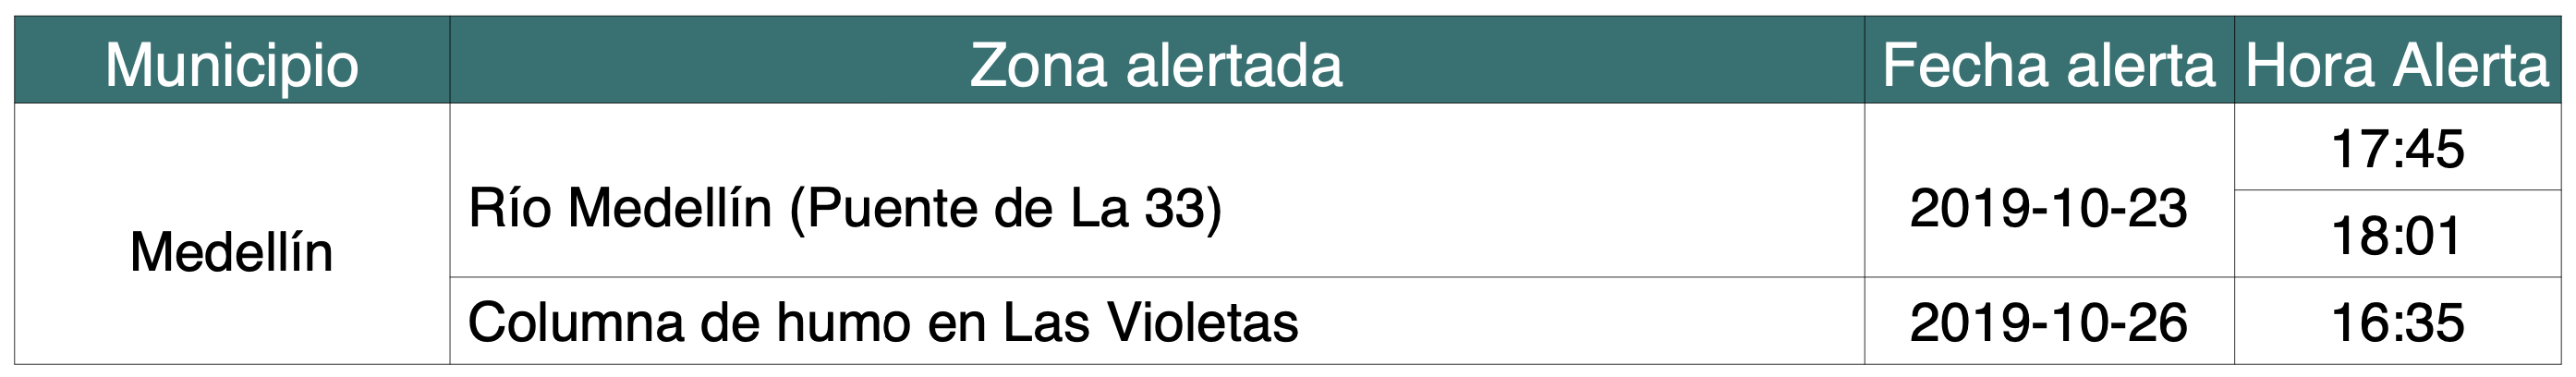 Municipio Zona alertada Fecha alerta Hora Alerta
17:45
Río Medellín (Puente de La 33) 2019-10-23
18:01
Medellín
Columna de humo en Las Violetas 2019-10-26 16:35